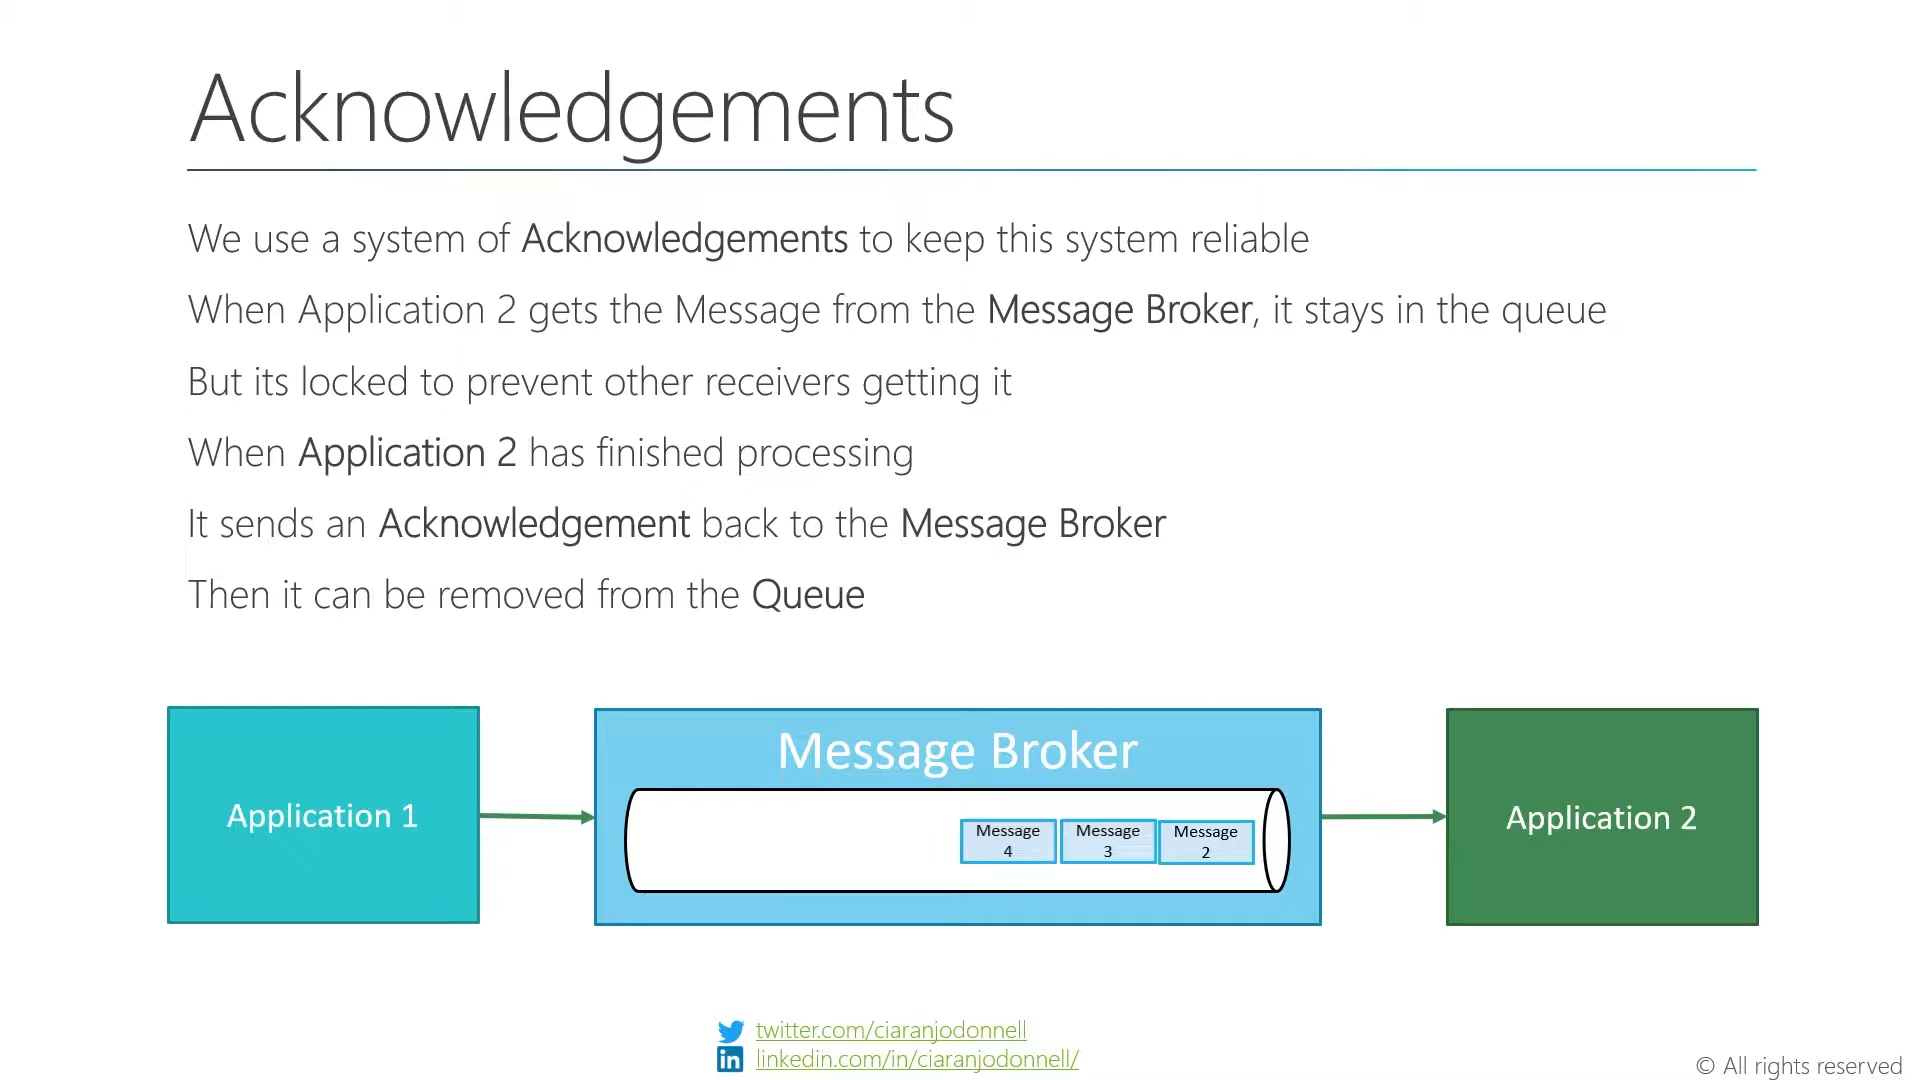 Acknowledgements
We use a system of Acknowledgements to keep this system reliable
When Application 2 gets the Message from the Message Broker, it stays in the queue
But its locked to prevent other receivers getting it
When Application 2 has finished processing
It sends an Acknowledgement back to the Message Broker
Then it can be removed from the Queue
Application 1
Message Broker
Message
4
Message
3
Message
2
Application 2
twitter.com/ciaranjodonnell
in linkedin.com/in/ciaranjodonnell/
© All rights reserved